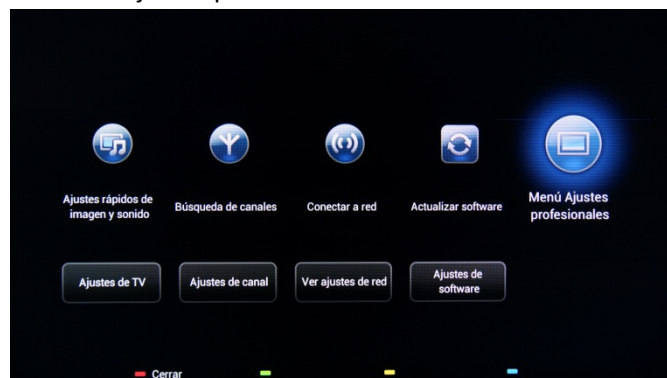 Ajustes rápidos de
imagen y sonido
Búsqueda de canales
Conectar a red
Actualizar software
Menú Ajustes
profesionales
Ajustes de TV
Ajustes de canal
Ver ajustes de red
Ajustes de
software
Cerrar